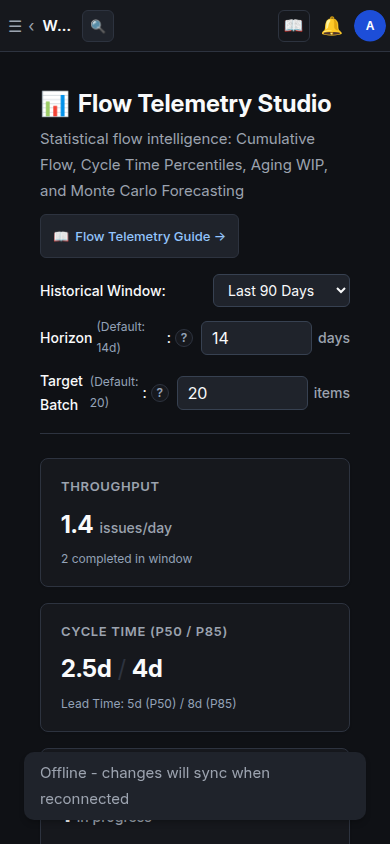 W...
A
Flow Telemetry Studio
Statistical flow intelligence: Cumulative
Flow, Cycle Time Percentiles, Aging WIP,
and Monte Carlo Forecasting
Flow Telemetry Guide →
Historical Window: Last 90 Days
Horizon (Default: 14d) : ? 14 days
Target Batch (Default: 20) : ? 20 items
THROUGHPUT
1.4 issues/day
2 completed in window
CYCLE TIME (P50 / P85)
2.5d / 4d
Lead Time: 5d (P50) / 8d (P85)
Offline - changes will sync when
reconnected
in progress